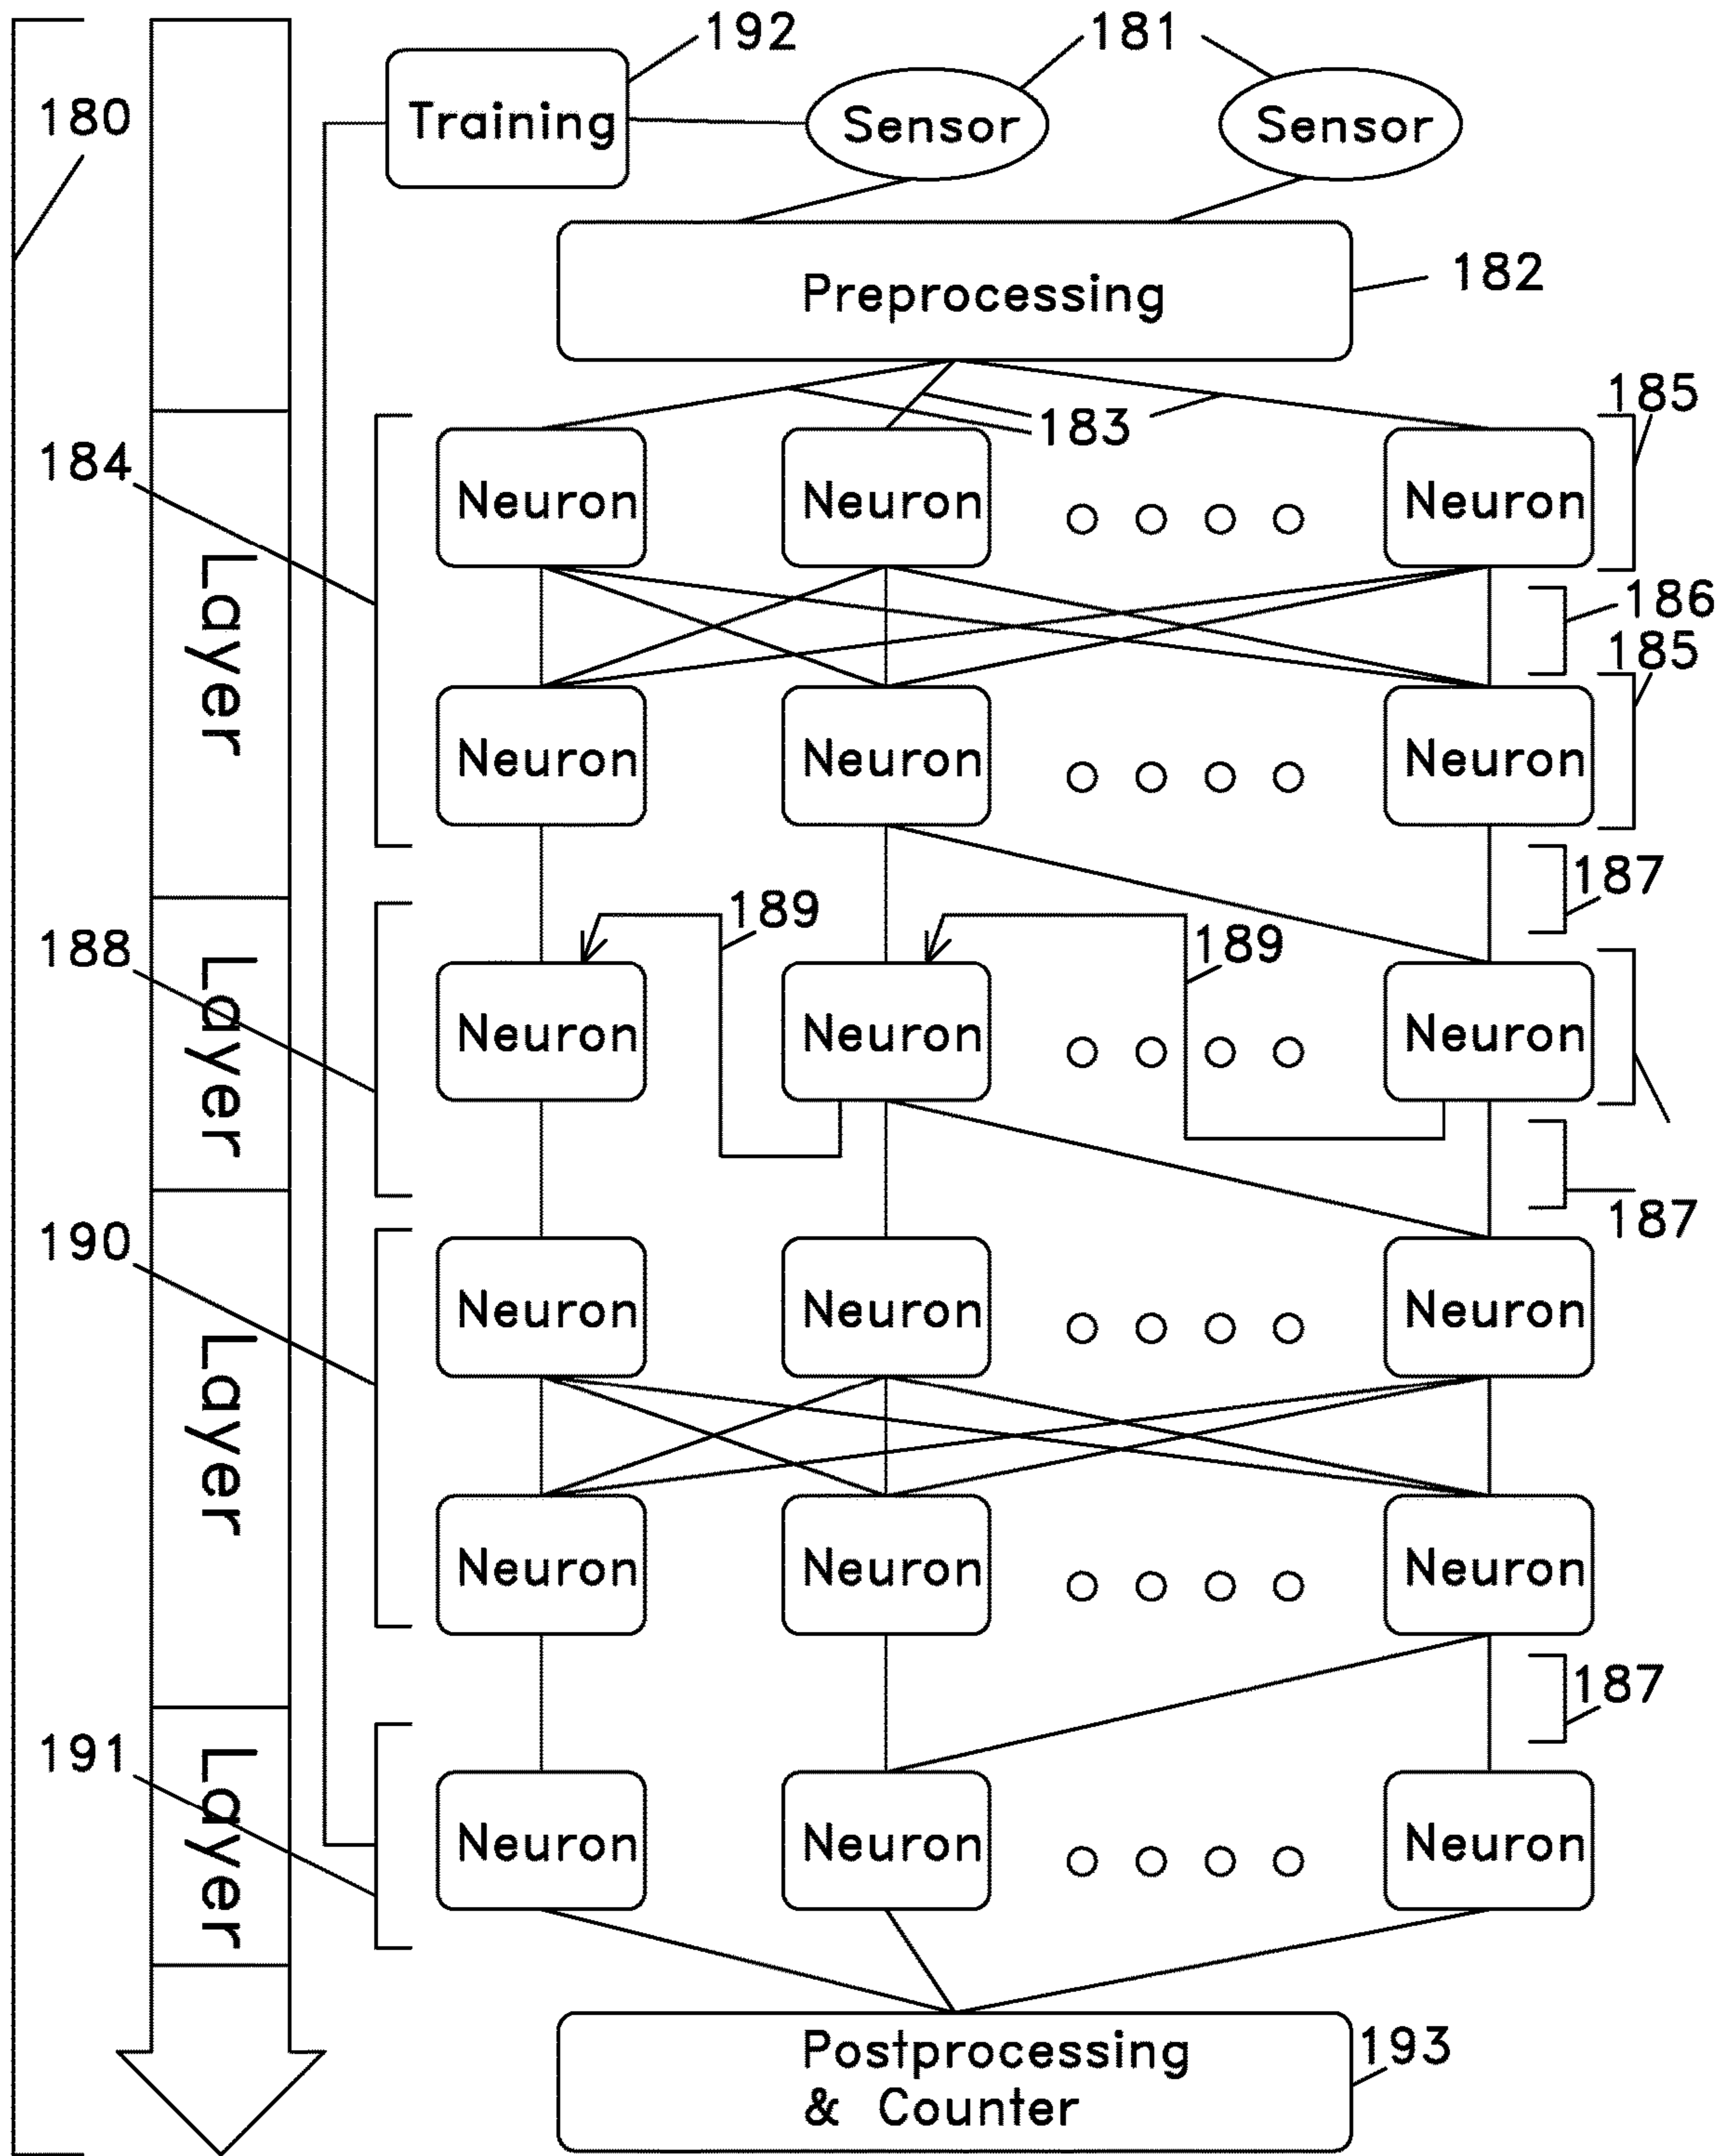 192
181
180
Training
Sensor
Sensor
182
Preprocessing
185
183
184
Neuron
Neuron
Neuron
Layer
186
185
Neuron
Neuron
Neuron
187
189
189
188
Layer
Neuron
Neuron
Neuron
187
190
Neuron
Neuron
Neuron
Layer
Neuron
Neuron
Neuron
187
191
Layer
Neuron
Neuron
Neuron
193
Postprocessing
& Counter